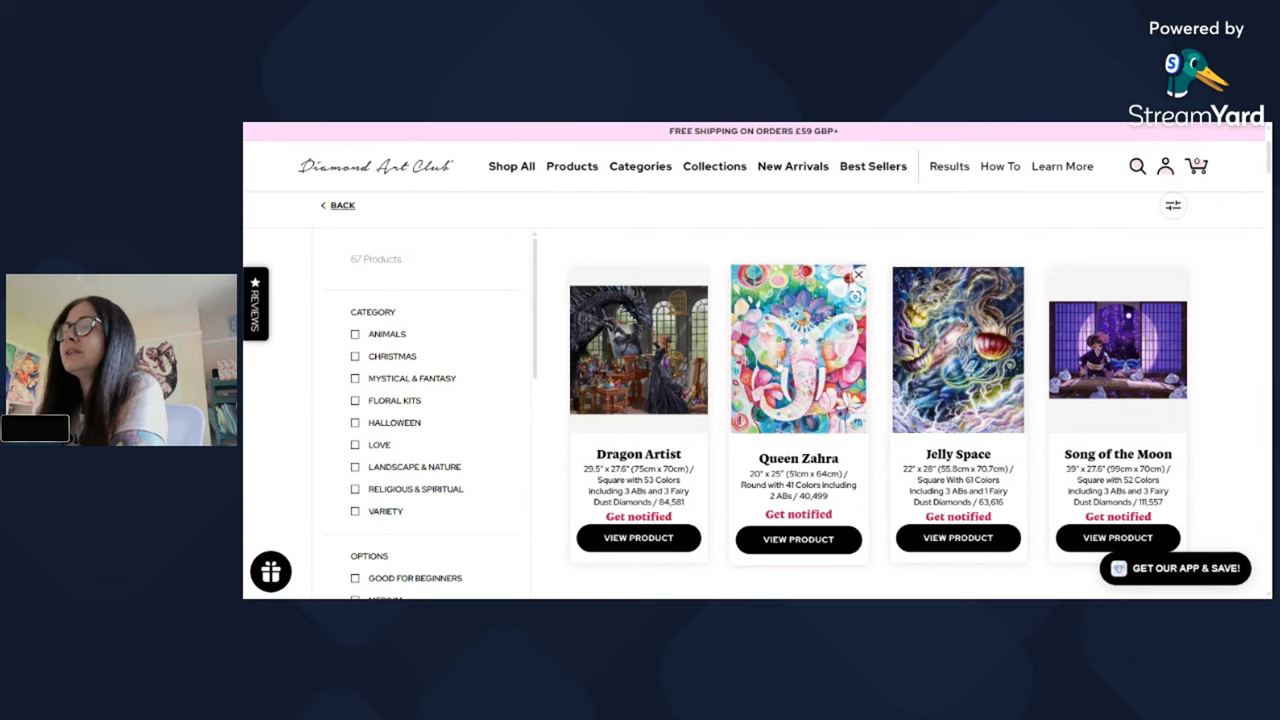 Powered by
S
StreamYard
FREE SHIPPING ON ORDERS £59 GBP+
Diamond Art Club
Shop All Products Categories Collections New Arrivals Best Sellers Results How To Learn More
0
BACK
67 Products
★ REVIEWS
CATEGORY
ANIMALS
CHRISTMAS
MYSTICAL & FANTASY
FLORAL KITS
HALLOWEEN
LOVE
LANDSCAPE & NATURE
RELIGIOUS & SPIRITUAL
VARIETY
OPTIONS
GOOD FOR BEGINNERS
MEDIUM
Dragon Artist
29.5" x 27.6" (75cm x 70cm) /
Square with 53 Colors
including 3 ABs and 3 Fairy
Dust Diamonds / 84,581
Get notified
VIEW PRODUCT
Queen Zahra
20" x 25" (51cm x 64cm) /
Round with 41 Colors including
2 ABs / 40,499
Get notified
VIEW PRODUCT
Jelly Space
22" x 28" (55.8cm x 70.7cm) /
Square With 61 Colors
Including 3 ABs and 1 Fairy
Dust Diamonds / 63,616
Get notified
VIEW PRODUCT
Song of the Moon
39" x 27.6" (99cm x 70cm) /
Square with 52 Colors
including 3 ABs and 3 Fairy
Dust Diamonds / 111,557
Get notified
VIEW PRODUCT
GET OUR APP & SAVE!